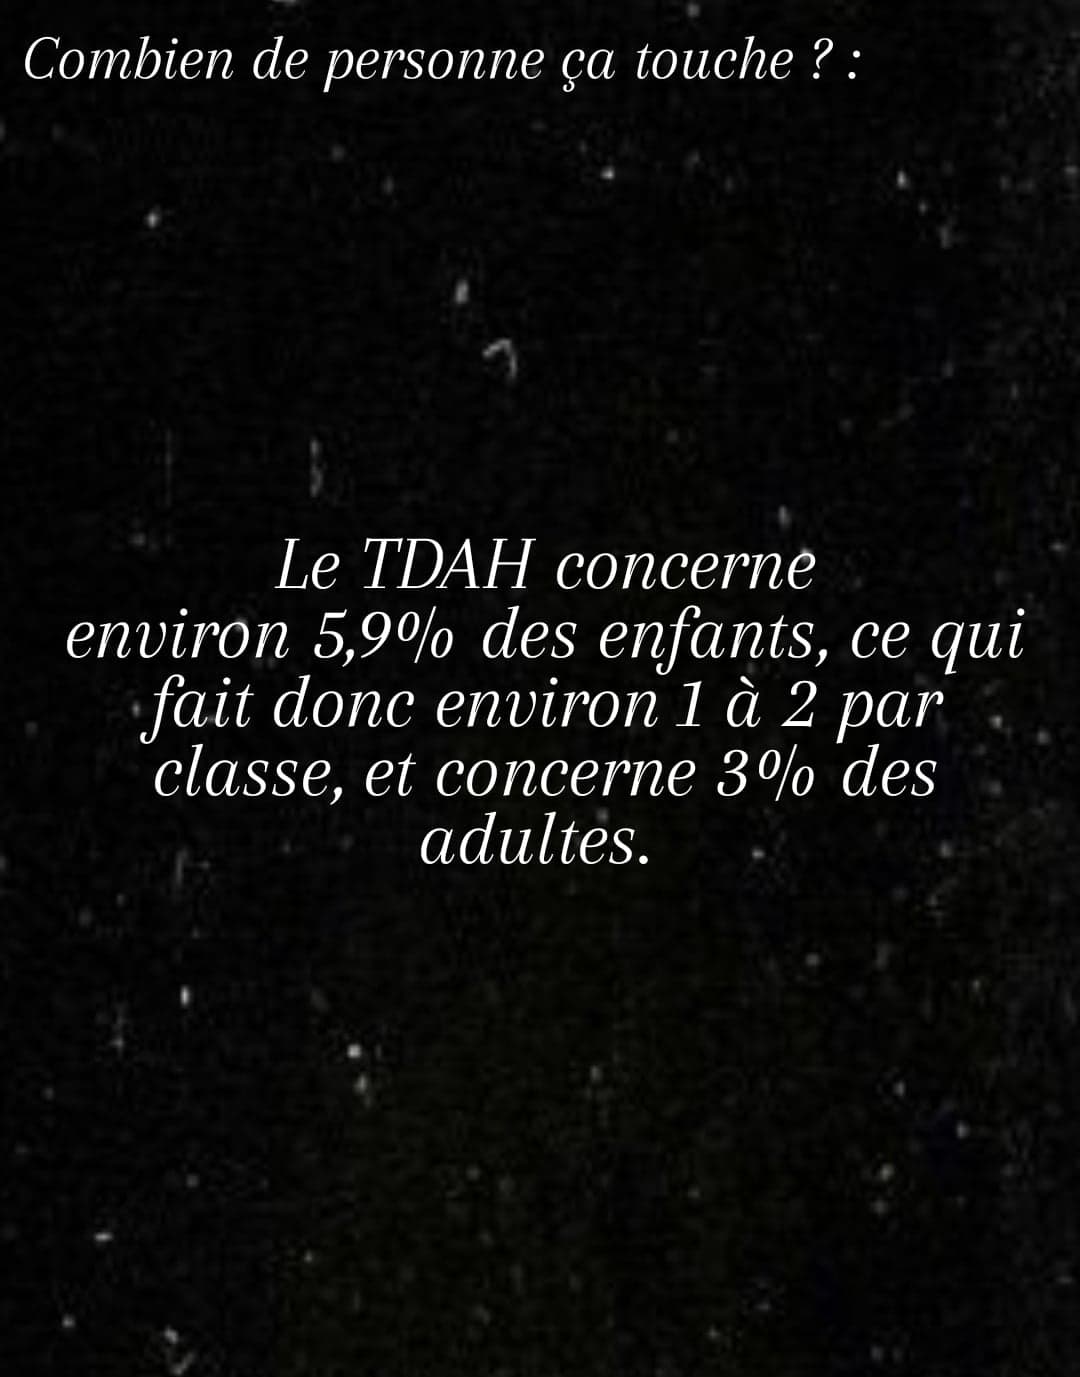 Combien de personne ça touche ? :
Le TDAH concerne
environ 5,9% des enfants, ce qui
fait donc environ 1 à 2 par
classe, et concerne 3% des
adultes.